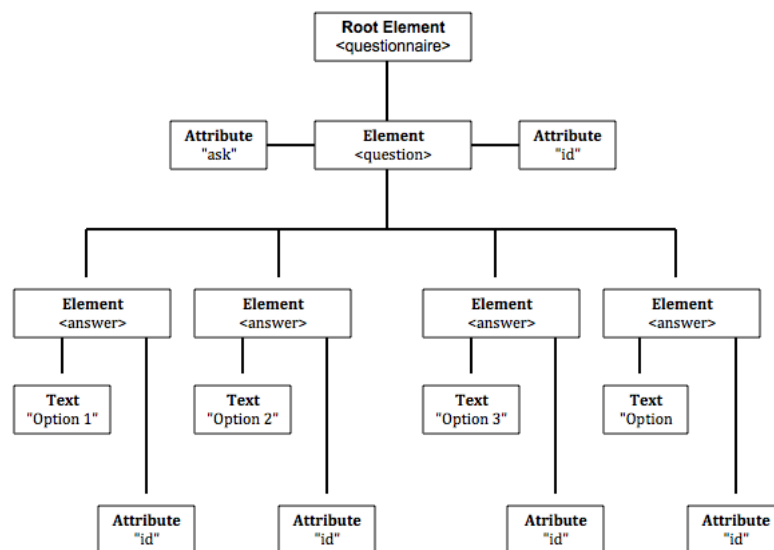 Root Element
<questionnaire>
Attribute
"ask"
Element
<question>
Attribute
"id"
Element
<answer>
Element
<answer>
Element
<answer>
Element
<answer>
Text
"Option 1"
Text
"Option 2"
Text
"Option 3"
Text
"Option
Attribute
"id"
Attribute
"id"
Atribute
"id"
Attribute
"id"